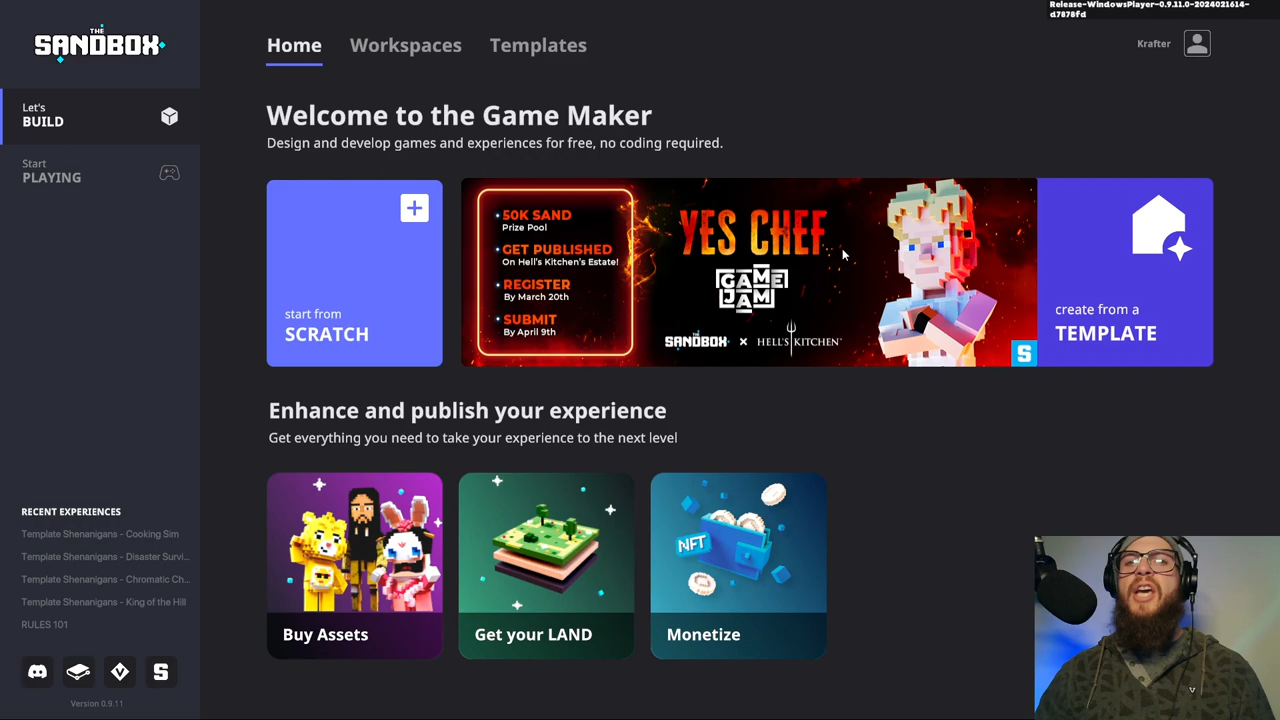 Release-WindowsPlayer-0.9.11.0-2024021614-
d7878fd
THE
SANDBOX
Home
Workspaces
Templates
Krafter
Let's
BUILD
Start
PLAYING
Welcome to the Game Maker
Design and develop games and experiences for free, no coding required.
start from
SCRATCH
50K SAND
Prize Pool
GET PUBLISHED
On Hell's Kitchen's Estate!
REGISTER
By March 20th
SUBMIT
By April 9th
YES CHEF
GAME
JAM
THE
SANDBOX
X
HELL'S KITCHEN
S
create from a
TEMPLATE
Enhance and publish your experience
Get everything you need to take your experience to the next level
Buy Assets
Get your LAND
NFT
Monetize
RECENT EXPERIENCES
Template Shenanigans - Cooking Sim
Template Shenanigans - Disaster Survi...
Template Shenanigans - Chromatic Ch...
Template Shenanigans - King of the Hill
RULES 101
S
Version 0.9.11